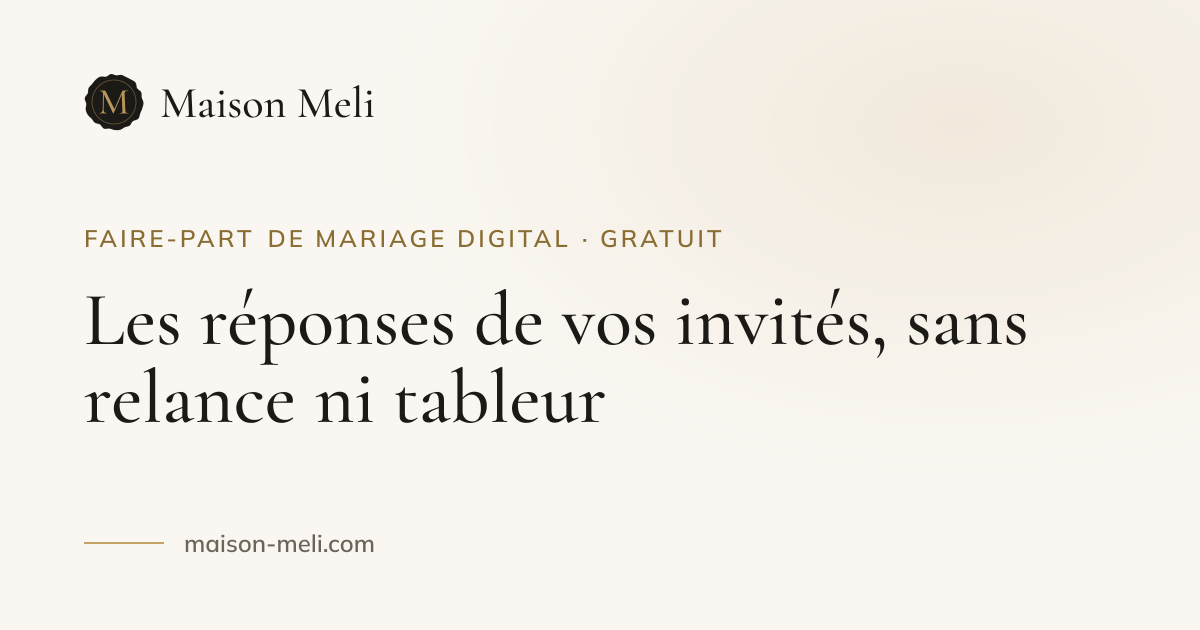 M
Maison Meli
FAIRE-PART DE MARIAGE DIGITAL · GRATUIT
Les réponses de vos invités, sans
relance ni tableur
maison-meli.com